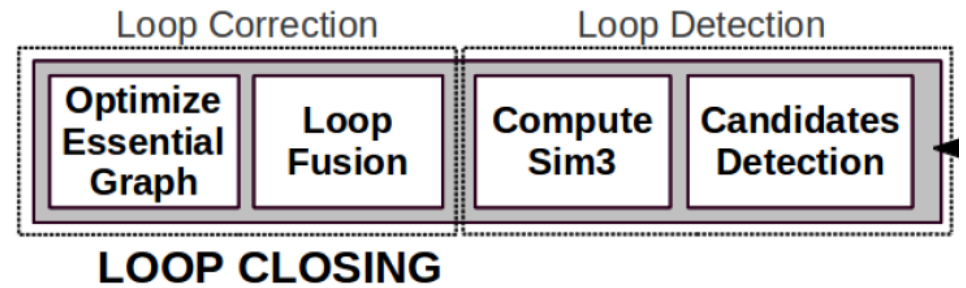 Loop Correction
Loop Detection
Optimize
Essential
Graph
Loop
Fusion
Compute
Sim3
Candidates
Detection
LOOP CLOSING